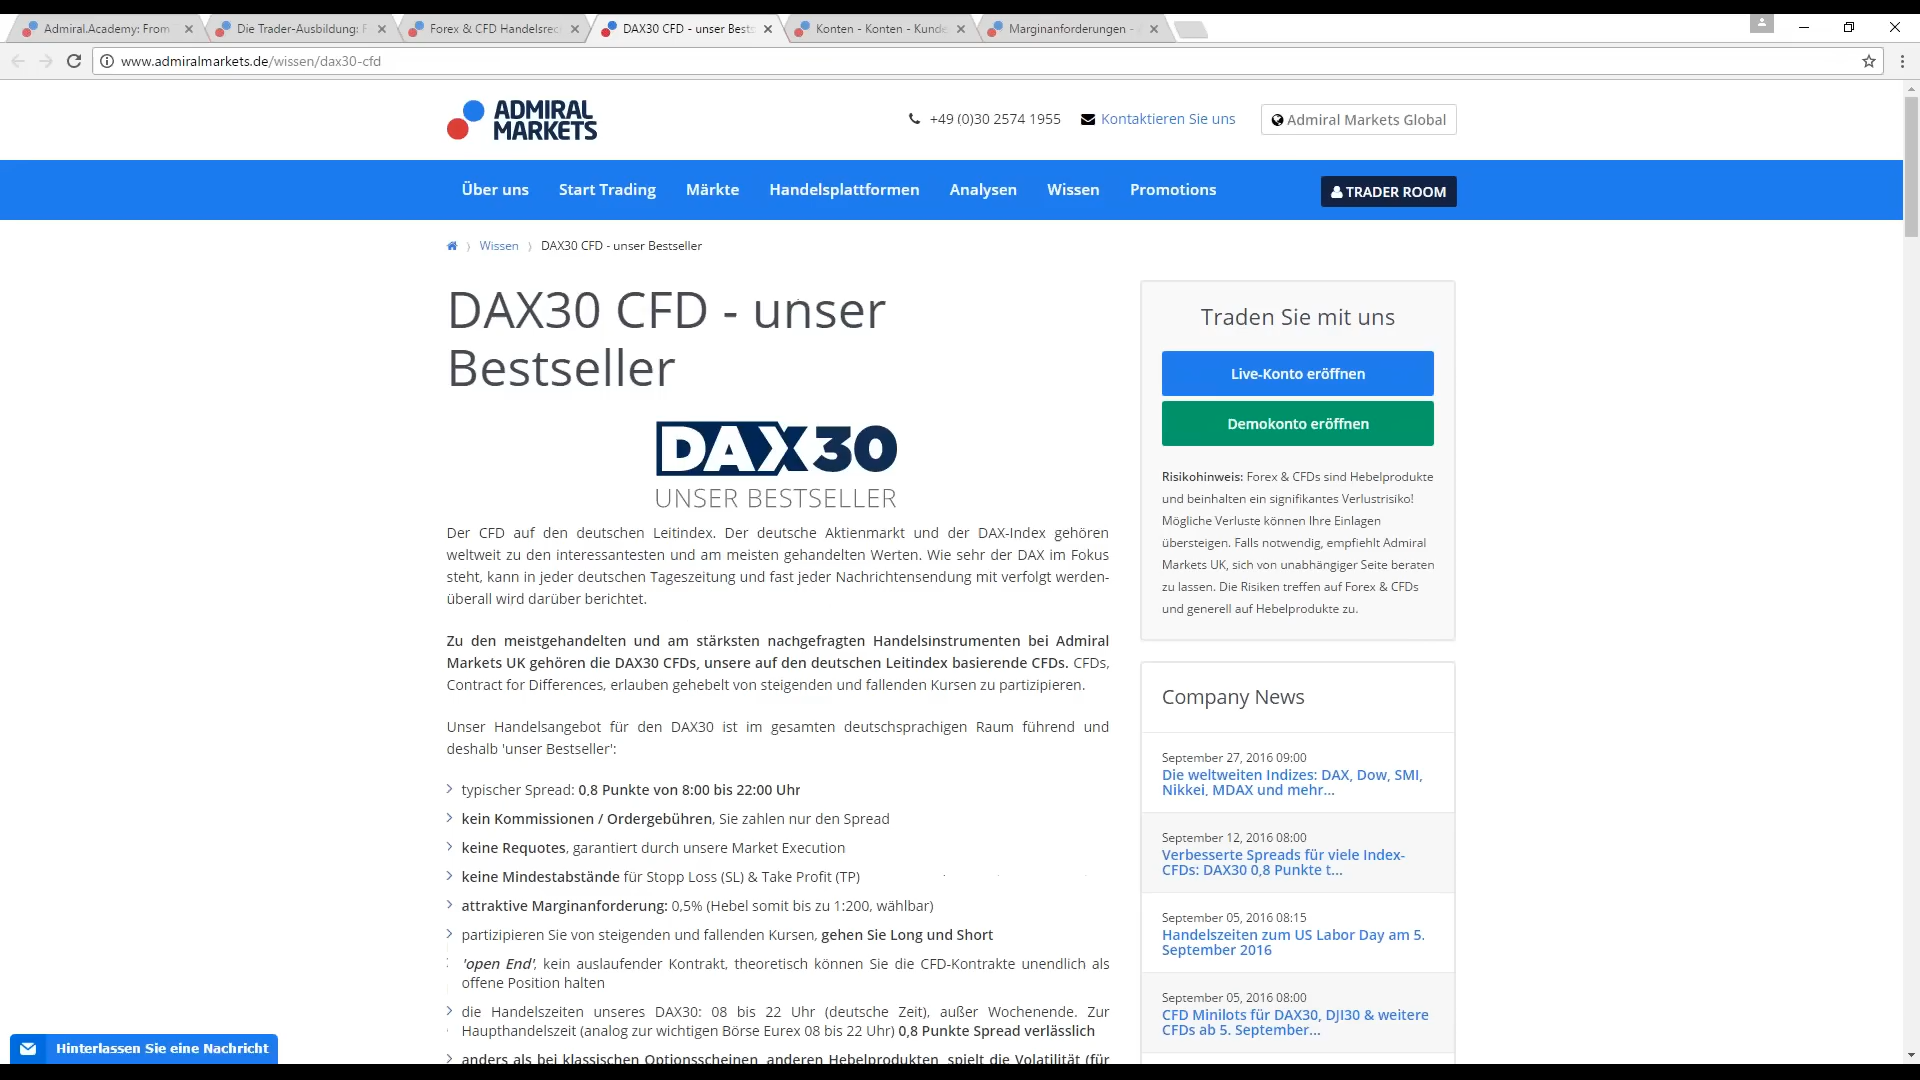 Admiral.Academy: From
Die Trader-Ausbildung: F
Forex & CFD Handelsrec
DAX30 CFD - unser Bests
Konten - Konten - Kunde
Marginanforderungen -
www.admiralmarkets.de/wissen/dax30-cfd
ADMIRAL
MARKETS
+49 (0)30 2574 1955
Kontaktieren Sie uns
Admiral Markets Global
Über uns
Start Trading
Märkte
Handelsplattformen
Analysen
Wissen
Promotions
TRADER ROOM
Wissen
DAX30 CFD - unser Bestseller
DAX30 CFD - unser
Bestseller
DAX30
UNSER BESTSELLER
Der CFD auf den deutschen Leitindex. Der deutsche Aktienmarkt und der DAX-Index gehören
weltweit zu den interessantesten und am meisten gehandelten Werten. Wie sehr der DAX im Fokus
steht, kann in jeder deutschen Tageszeitung und fast jeder Nachrichtensendung mit verfolgt werden-
überall wird darüber berichtet.
Zu den meistgehandelten und am stärksten nachgefragten Handelsinstrumenten bei Admiral
Markets UK gehören die DAX30 CFDs, unsere auf den deutschen Leitindex basierende CFDs. CFDs,
Contract for Differences, erlauben gehebelt von steigenden und fallenden Kursen zu partizipieren.
Unser Handelsangebot für den DAX30 ist im gesamten deutschsprachigen Raum führend und
deshalb 'unser Bestseller':
typischer Spread: 0,8 Punkte von 8:00 bis 22:00 Uhr
kein Kommissionen / Ordergebühren, Sie zahlen nur den Spread
keine Requotes, garantiert durch unsere Market Execution
keine Mindestabstände für Stopp Loss (SL) & Take Profit (TP)
attraktive Marginanforderung: 0,5% (Hebel somit bis zu 1:200, wählbar)
partizipieren Sie von steigenden und fallenden Kursen, gehen Sie Long und Short
'open End', kein auslaufender Kontrakt, theoretisch können Sie die CFD-Kontrakte unendlich als
offene Position halten
die Handelszeiten unseres DAX30: 08 bis 22 Uhr (deutsche Zeit), außer Wochenende. Zur
Haupthandelszeit (analog zur wichtigen Börse Eurex 08 bis 22 Uhr) 0,8 Punkte Spread verlässlich
anders als bei klassischen Optionsscheinen, anderen Hebelprodukten, spielt die Volatilität (für
Traden Sie mit uns
Live-Konto eröffnen
Demokonto eröffnen
Risikohinweis: Forex & CFDs sind Hebelprodukte
und beinhalten ein signifikantes Verlustrisiko!
Mögliche Verluste können Ihre Einlagen
übersteigen. Falls notwendig, empfiehlt Admiral
Markets UK, sich von unabhängiger Seite beraten
zu lassen. Die Risiken treffen auf Forex & CFDs
und generell auf Hebelprodukte zu.
Company News
September 27, 2016 09:00
Die weltweiten Indizes: DAX, Dow, SMI,
Nikkei, MDAX und mehr...
September 12, 2016 08:00
Verbesserte Spreads für viele Index-
CFDs: DAX30 0,8 Punkte t...
September 05, 2016 08:15
Handelszeiten zum US Labor Day am 5.
September 2016
September 05, 2016 08:00
CFD Minilots für DAX30, DJI30 & weitere
CFDs ab 5. September...
Hinterlassen Sie eine Nachricht